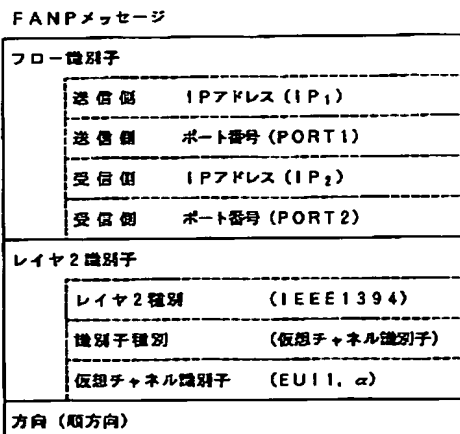 FANPメッセージ
フロー識別子
送信側 IPアドレス (IP1)
送信側 ポート番号 (PORT1)
受信側 IPアドレス (IP2)
受信側 ポート番号 (PORT2)
レイヤ2識別子
レイヤ2種別 (IEEE1394)
識別子種別 (仮想チャネル識別子)
仮想チャネル識別子 (EUI1, α)
方向 (順方向)